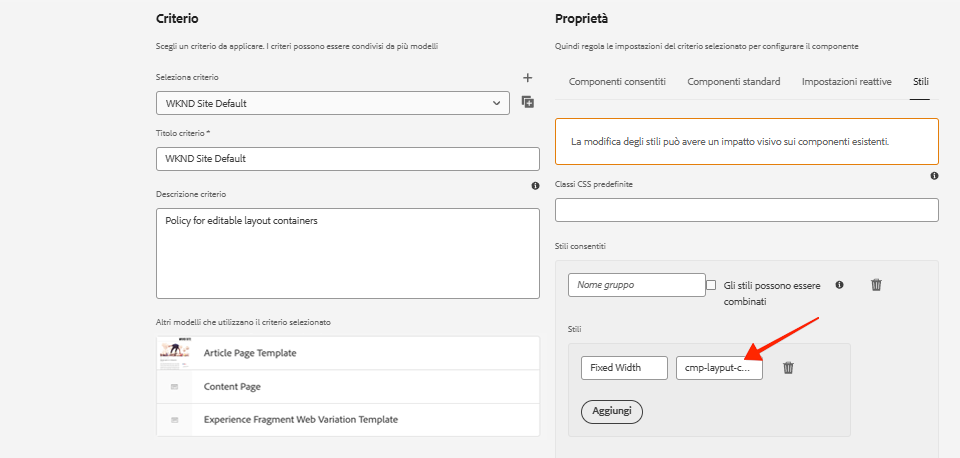 Criterio
Scegli un criterio da applicare. I criteri possono essere condivisi da più modelli
Seleziona criterio
WKND Site Default
Titolo criterio *
WKND Site Default
Descrizione criterio
Policy for editable layout containers
Altri modelli che utilizzano il criterio selezionato
Article Page Template
Content Page
Experience Fragment Web Variation Template
Proprietà
Quindi regola le impostazioni del criterio selezionato per configurare il componente
Componenti consentiti Componenti standard Impostazioni reattive Stili
La modifica degli stili può avere un impatto visivo sui componenti esistenti.
Classi CSS predefinite
Stili consentiti
Nome gruppo
Gli stili possono essere
combinati
Stili
Fixed Width cmp-layput-c...
Aggiungi